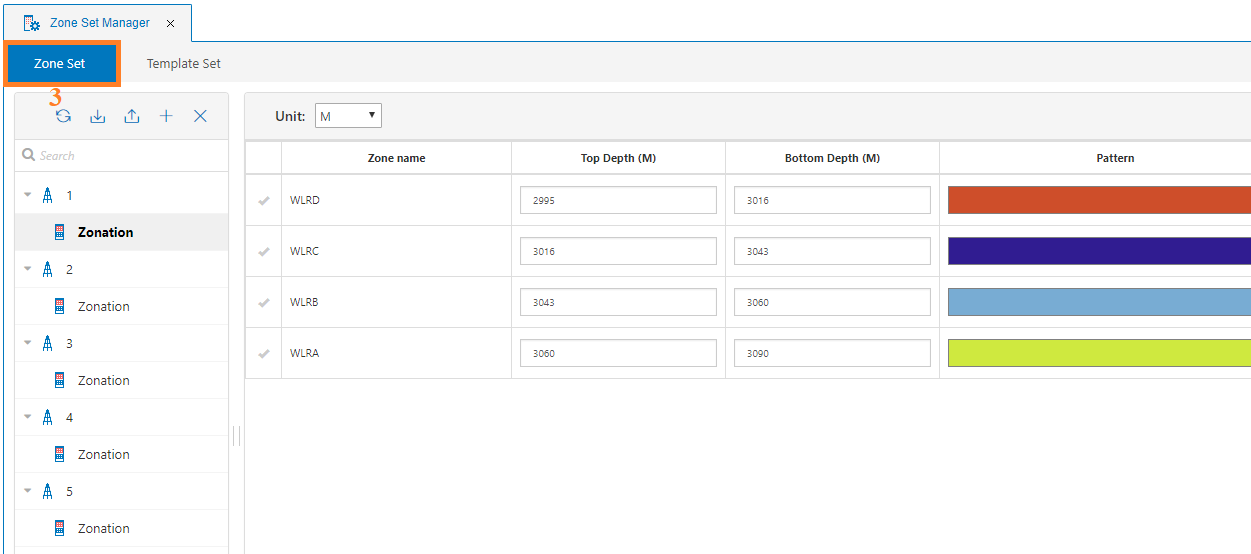 Zone Set Manager ×
Zone Set Template Set
3
Unit: M
Search
Zone name Top Depth (M) Bottom Depth (M) Pattern
1
WLRD 2995 3016
Zonation
WLRC 3016 3043
2
Zonation
WLRB 3043 3060
3
WLRA 3060 3090
Zonation
4
Zonation
5
Zonation